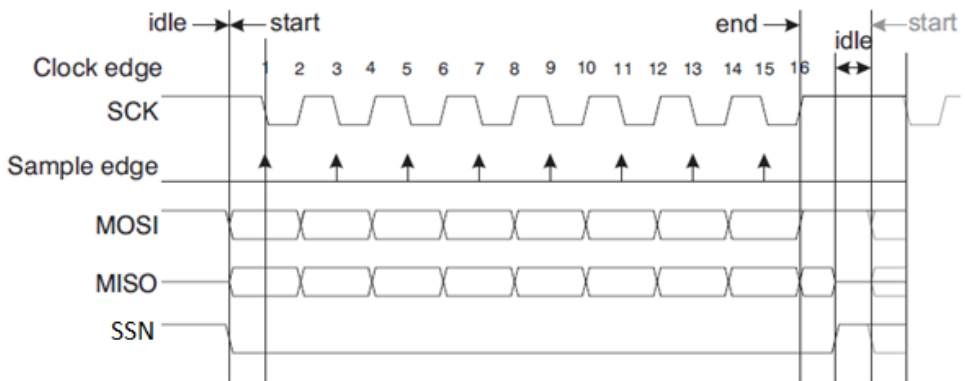 idle start end start
idle
Clock edge 1 2 3 4 5 6 7 8 9 10 11 12 13 14 15 16
SCK
Sample edge
MOSI
MISO
SSN